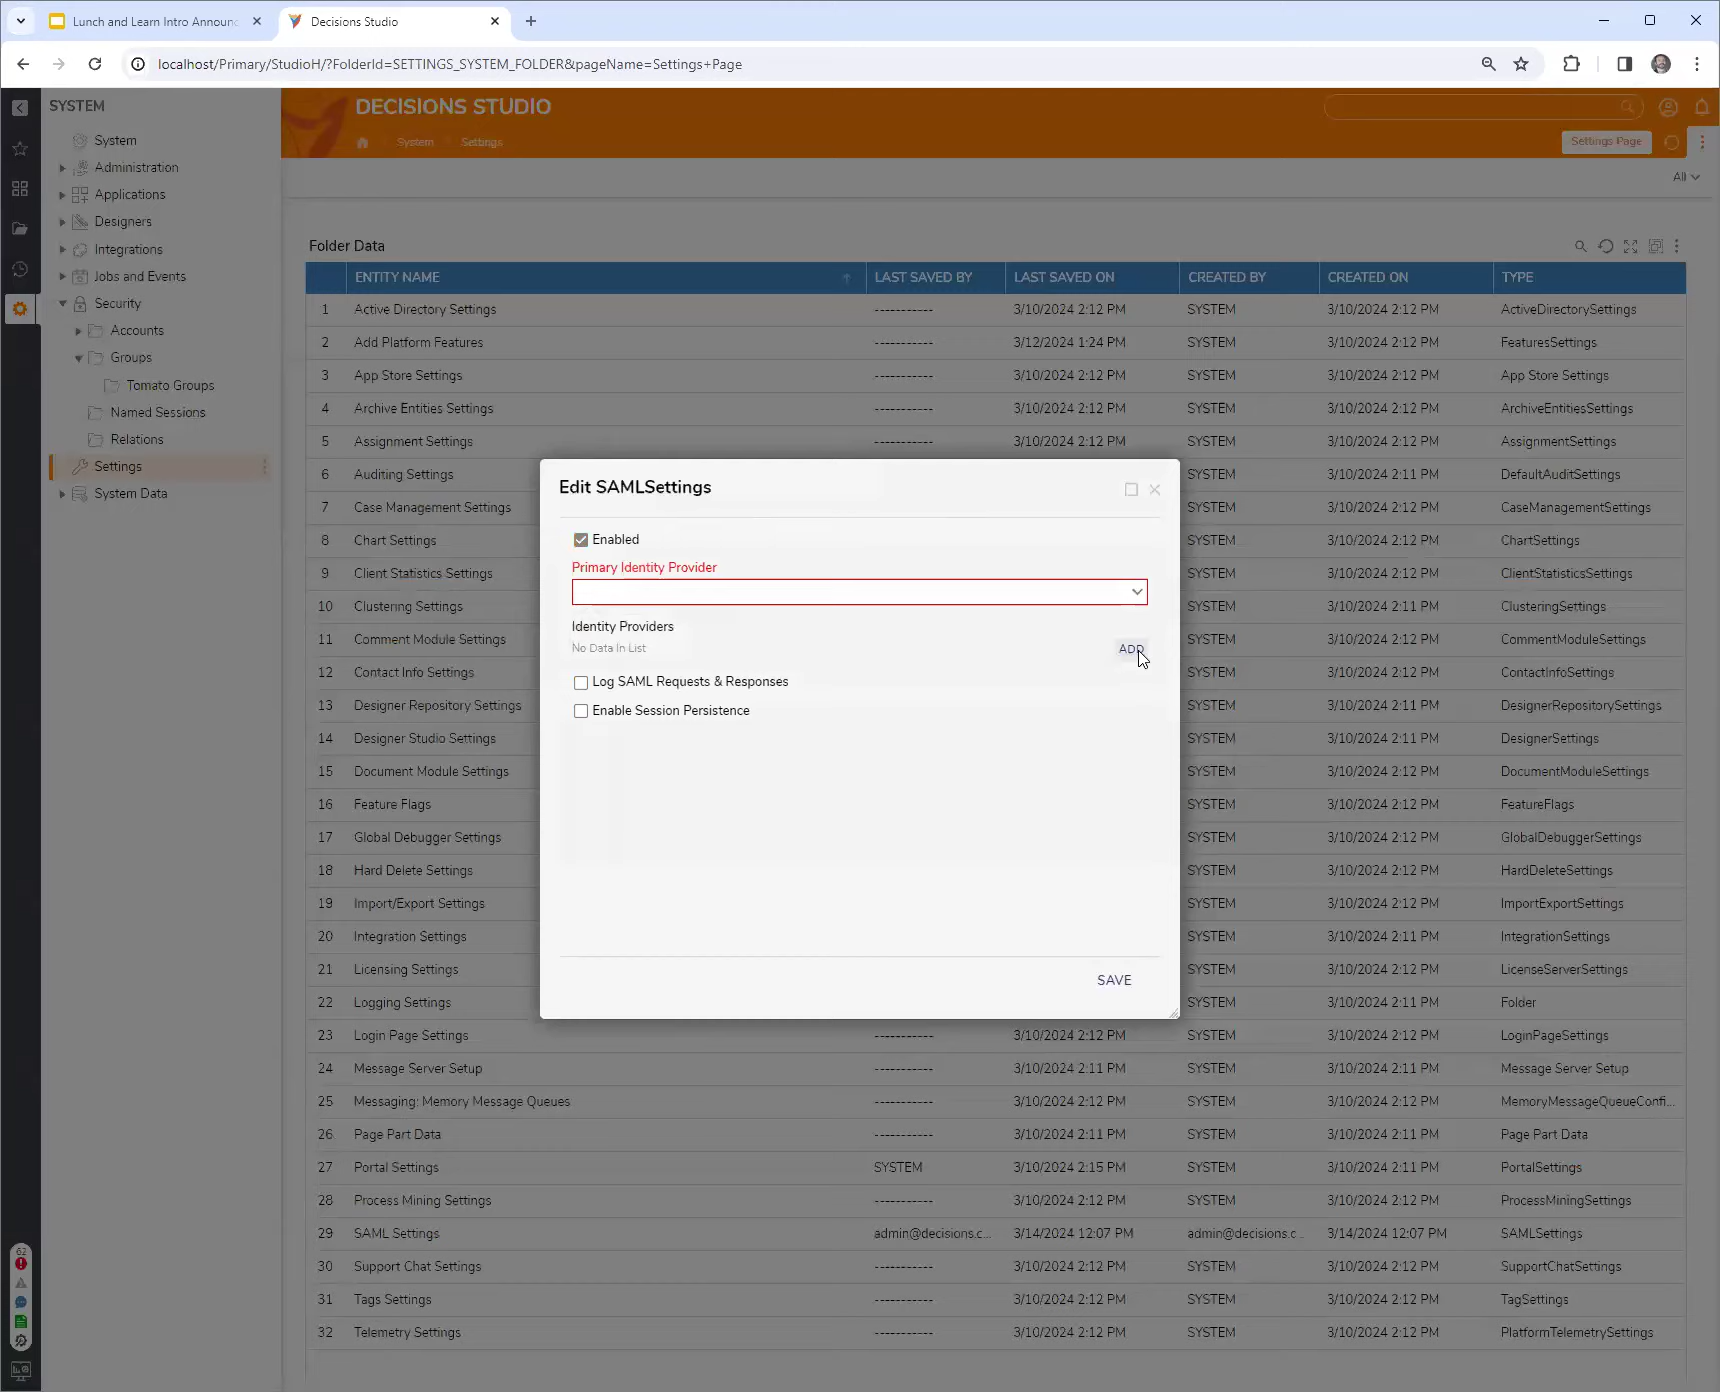 Lunch and Learn Intro Announ
Decisions Studio
localhost/Primary/StudioH/?FolderId=SETTINGS_SYSTEM_FOLDER&pageName=Settings+Page
SYSTEM
System
Administration
Applications
Designers
Integrations
Jobs and Events
Security
Accounts
Groups
Tomato Groups
Named Sessions
Relations
Settings
System Data
62
DECISIONS STUDIO
System Settings
Settings Page
All
Folder Data
ENTITY NAME LAST SAVED BY LAST SAVED ON CREATED BY CREATED ON TYPE
1 Active Directory Settings ----------- 3/10/2024 2:12 PM SYSTEM 3/10/2024 2:12 PM ActiveDirectorySettings
2 Add Platform Features ----------- 3/12/2024 1:24 PM SYSTEM 3/10/2024 2:12 PM FeaturesSettings
3 App Store Settings ----------- 3/10/2024 2:12 PM SYSTEM 3/10/2024 2:12 PM App Store Settings
4 Archive Entities Settings ----------- 3/10/2024 2:12 PM SYSTEM 3/10/2024 2:12 PM ArchiveEntitiesSettings
5 Assignment Settings ----------- 3/10/2024 2:12 PM SYSTEM 3/10/2024 2:12 PM AssignmentSettings
6 Auditing Settings SYSTEM 3/10/2024 2:11 PM DefaultAuditSettings
7 Case Management Settings SYSTEM 3/10/2024 2:12 PM CaseManagementSettings
8 Chart Settings SYSTEM 3/10/2024 2:12 PM ChartSettings
9 Client Statistics Settings SYSTEM 3/10/2024 2:12 PM ClientStatisticsSettings
10 Clustering Settings SYSTEM 3/10/2024 2:12 PM ClusteringSettings
11 Comment Module Settings SYSTEM 3/10/2024 2:12 PM CommentModuleSettings
12 Contact Info Settings SYSTEM 3/10/2024 2:12 PM ContactInfoSettings
13 Designer Repository Settings SYSTEM 3/10/2024 2:11 PM DesignerRepositorySettings
14 Designer Studio Settings SYSTEM 3/10/2024 2:11 PM DesignerSettings
15 Document Module Settings SYSTEM 3/10/2024 2:12 PM DocumentModuleSettings
16 Feature Flags SYSTEM 3/10/2024 2:12 PM FeatureFlags
17 Global Debugger Settings SYSTEM 3/10/2024 2:12 PM GlobalDebuggerSettings
18 Hard Delete Settings SYSTEM 3/10/2024 2:12 PM HardDeleteSettings
19 Import/Export Settings SYSTEM 3/10/2024 2:12 PM ImportExportSettings
20 Integration Settings SYSTEM 3/10/2024 2:11 PM IntegrationSettings
21 Licensing Settings SYSTEM 3/10/2024 2:11 PM LicenseServerSettings
22 Logging Settings SYSTEM 3/10/2024 2:11 PM Folder
23 Login Page Settings ----------- 3/10/2024 2:12 PM SYSTEM 3/10/2024 2:12 PM LoginPageSettings
24 Message Server Setup ----------- 3/10/2024 2:11 PM SYSTEM 3/10/2024 2:11 PM Message Server Setup
25 Messaging: Memory Message Queues ----------- 3/10/2024 2:12 PM SYSTEM 3/10/2024 2:12 PM MemoryMessageQueueConfi...
26 Page Part Data ----------- 3/10/2024 2:11 PM SYSTEM 3/10/2024 2:11 PM Page Part Data
27 Portal Settings SYSTEM 3/10/2024 2:15 PM SYSTEM 3/10/2024 2:11 PM PortalSettings
28 Process Mining Settings ----------- 3/10/2024 2:12 PM SYSTEM 3/10/2024 2:12 PM ProcessMiningSettings
29 SAML Settings admin@decisions.c... 3/14/2024 12:07 PM admin@decisions.c... 3/14/2024 12:07 PM SAMLSettings
30 Support Chat Settings ----------- 3/10/2024 2:12 PM SYSTEM 3/10/2024 2:12 PM SupportChatSettings
31 Tags Settings ----------- 3/10/2024 2:12 PM SYSTEM 3/10/2024 2:12 PM TagSettings
32 Telemetry Settings ----------- 3/10/2024 2:12 PM SYSTEM 3/10/2024 2:12 PM PlatformTelemetrySettings
Edit SAMLSettings
Enabled
Primary Identity Provider
Identity Providers
No Data In List
ADD
Log SAML Requests & Responses
Enable Session Persistence
SAVE